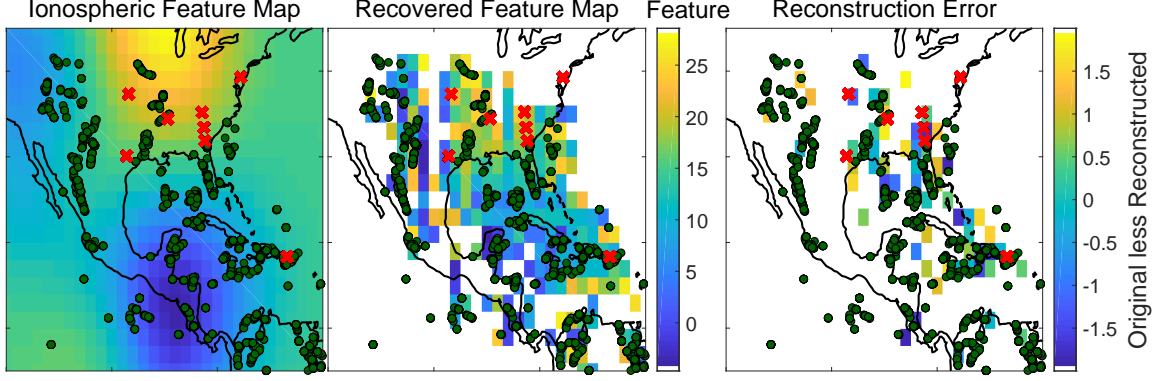 Ionospheric Feature Map
Recovered Feature Map
Feature
Reconstruction Error
25
20
15
10
5
0
1.5
1
0.5
0
-0.5
-1
-1.5
Original less Reconstructed